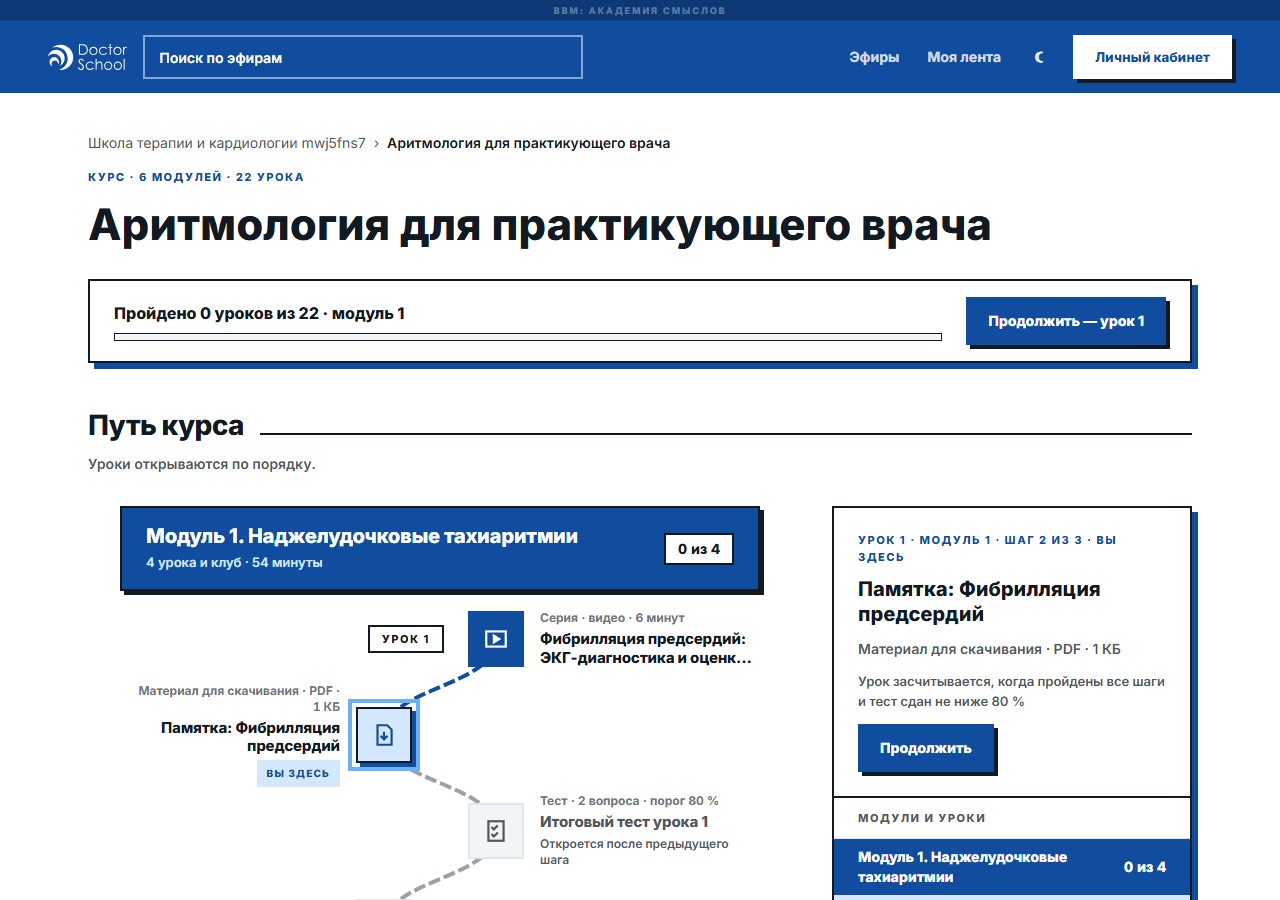 ВВМ: АКАДЕМИЯ СМЫСЛОВ
Doctor
School
Поиск по эфирам
Эфиры
Моя лента
Личный кабинет
Школа терапии и кардиологии mwj5fns7 › Аритмология для практикующего врача
КУРС · 6 МОДУЛЕЙ · 22 УРОКА
Аритмология для практикующего врача
Пройдено 0 уроков из 22 · модуль 1
Продолжить — урок 1
Путь курса
Уроки открываются по порядку.
Модуль 1. Наджелудочковые тахиаритмии
4 урока и клуб · 54 минуты
0 из 4
УРОК 1
Серия · видео · 6 минут
Фибрилляция предсердий:
ЭКГ-диагностика и оценк...
Материал для скачивания · PDF ·
1 КБ
Памятка: Фибрилляция
предсердий
ВЫ ЗДЕСЬ
Тест · 2 вопроса · порог 80 %
Итоговый тест урока 1
Откроется после предыдущего
шага
УРОК 1 · МОДУЛЬ 1 · ШАГ 2 ИЗ 3 · ВЫ
ЗДЕСЬ
Памятка: Фибрилляция
предсердий
Материал для скачивания · PDF · 1 КБ
Урок засчитывается, когда пройдены все шаги
и тест сдан не ниже 80 %
Продолжить
МОДУЛИ И УРОКИ
Модуль 1. Наджелудочковые
тахиаритмии
0 из 4